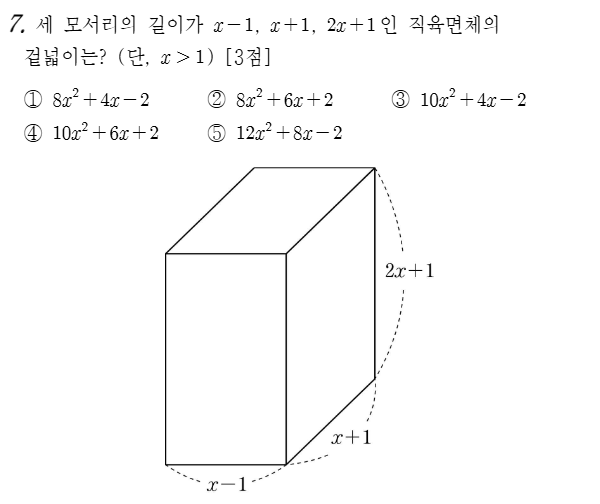 7. 세 모서리의 길이가 x-1, x+1, 2x+1인 직육면체의
겉넓이는? (단, x>1) [3점]
① 8x²+4x-2 ② 8x²+6x+2 ③ 10x²+4x-2
④ 10x²+6x+2 ⑤ 12x²+8x-2
2x+1
x+1
x-1